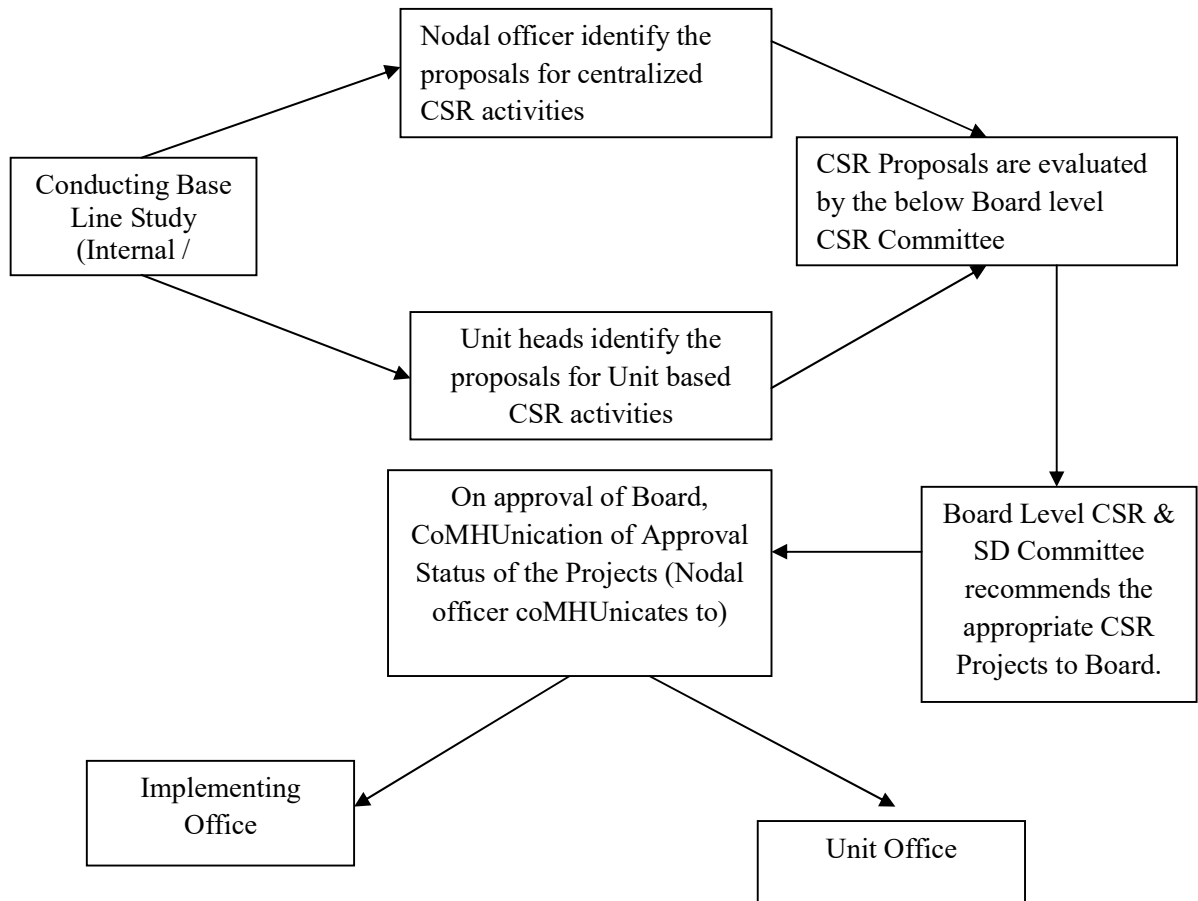 Nodal officer identify the
proposals for centralized
CSR activities
Conducting Base
Line Study
(Internal /
CSR Proposals are evaluated
by the below Board level
CSR Committee
Unit heads identify the
proposals for Unit based
CSR activities
On approval of Board,
CoMHUnication of Approval
Status of the Projects (Nodal
officer coMHUnicates to)
Board Level CSR &
SD Committee
recommends the
appropriate CSR
Projects to Board.
Implementing
Office
Unit Office